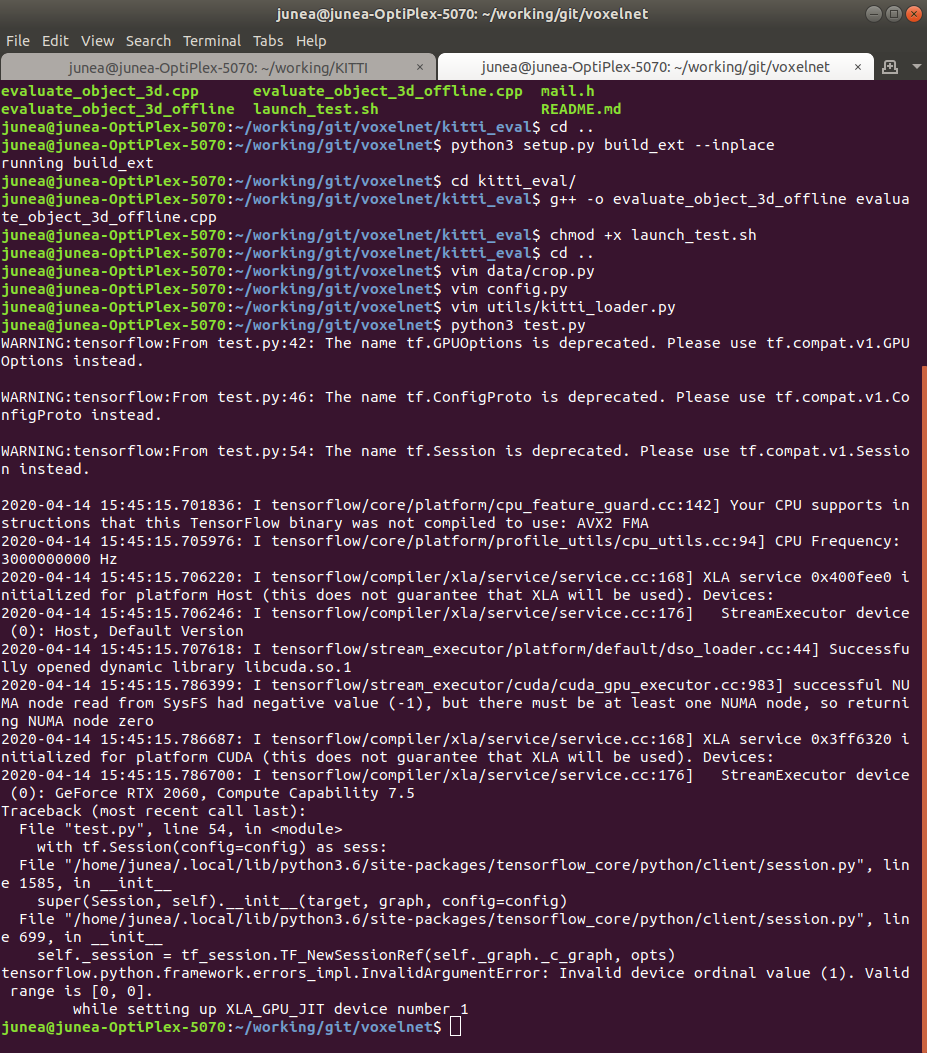 junea@junea-OptiPlex-5070: ~/working/git/voxelnet
File Edit View Search Terminal Tabs Help
junea@junea-OptiPlex-5070: ~/working/KITTI × junea@junea-OptiPlex-5070: ~/working/git/voxelnet ×
evaluate_object_3d.cpp      evaluate_object_3d_offline.cpp  mail.h
evaluate_object_3d_offline  launch_test.sh                  README.md
junea@junea-OptiPlex-5070:~/working/git/voxelnet/kitti_eval$ cd ..
junea@junea-OptiPlex-5070:~/working/git/voxelnet$ python3 setup.py build_ext --inplace
running build_ext
junea@junea-OptiPlex-5070:~/working/git/voxelnet$ cd kitti_eval/
junea@junea-OptiPlex-5070:~/working/git/voxelnet/kitti_eval$ g++ -o evaluate_object_3d_offline evalua
te_object_3d_offline.cpp
junea@junea-OptiPlex-5070:~/working/git/voxelnet/kitti_eval$ chmod +x launch_test.sh
junea@junea-OptiPlex-5070:~/working/git/voxelnet/kitti_eval$ cd ..
junea@junea-OptiPlex-5070:~/working/git/voxelnet$ vim data/crop.py
junea@junea-OptiPlex-5070:~/working/git/voxelnet$ vim config.py
junea@junea-OptiPlex-5070:~/working/git/voxelnet$ vim utils/kitti_loader.py
junea@junea-OptiPlex-5070:~/working/git/voxelnet$ python3 test.py
WARNING:tensorflow:From test.py:42: The name tf.GPUOptions is deprecated. Please use tf.compat.v1.GPU
Options instead.

WARNING:tensorflow:From test.py:46: The name tf.ConfigProto is deprecated. Please use tf.compat.v1.Co
nfigProto instead.

WARNING:tensorflow:From test.py:54: The name tf.Session is deprecated. Please use tf.compat.v1.Sessio
n instead.

2020-04-14 15:45:15.701836: I tensorflow/core/platform/cpu_feature_guard.cc:142] Your CPU supports in
structions that this TensorFlow binary was not compiled to use: AVX2 FMA
2020-04-14 15:45:15.705976: I tensorflow/core/platform/profile_utils/cpu_utils.cc:94] CPU Frequency:
3000000000 Hz
2020-04-14 15:45:15.706220: I tensorflow/compiler/xla/service/service.cc:168] XLA service 0x400fee0 i
nitialized for platform Host (this does not guarantee that XLA will be used). Devices:
2020-04-14 15:45:15.706246: I tensorflow/compiler/xla/service/service.cc:176]   StreamExecutor device
 (0): Host, Default Version
2020-04-14 15:45:15.707618: I tensorflow/stream_executor/platform/default/dso_loader.cc:44] Successfu
lly opened dynamic library libcuda.so.1
2020-04-14 15:45:15.786399: I tensorflow/stream_executor/cuda/cuda_gpu_executor.cc:983] successful NU
MA node read from SysFS had negative value (-1), but there must be at least one NUMA node, so returni
ng NUMA node zero
2020-04-14 15:45:15.786687: I tensorflow/compiler/xla/service/service.cc:168] XLA service 0x3ff6320 i
nitialized for platform CUDA (this does not guarantee that XLA will be used). Devices:
2020-04-14 15:45:15.786700: I tensorflow/compiler/xla/service/service.cc:176]   StreamExecutor device
 (0): GeForce RTX 2060, Compute Capability 7.5
Traceback (most recent call last):
  File "test.py", line 54, in <module>
    with tf.Session(config=config) as sess:
  File "/home/junea/.local/lib/python3.6/site-packages/tensorflow_core/python/client/session.py", lin
e 1585, in __init__
    super(Session, self).__init__(target, graph, config=config)
  File "/home/junea/.local/lib/python3.6/site-packages/tensorflow_core/python/client/session.py", lin
e 699, in __init__
    self._session = tf_session.TF_NewSessionRef(self._graph._c_graph, opts)
tensorflow.python.framework.errors_impl.InvalidArgumentError: Invalid device ordinal value (1). Valid
 range is [0, 0].
        while setting up XLA_GPU_JIT device number 1
junea@junea-OptiPlex-5070:~/working/git/voxelnet$